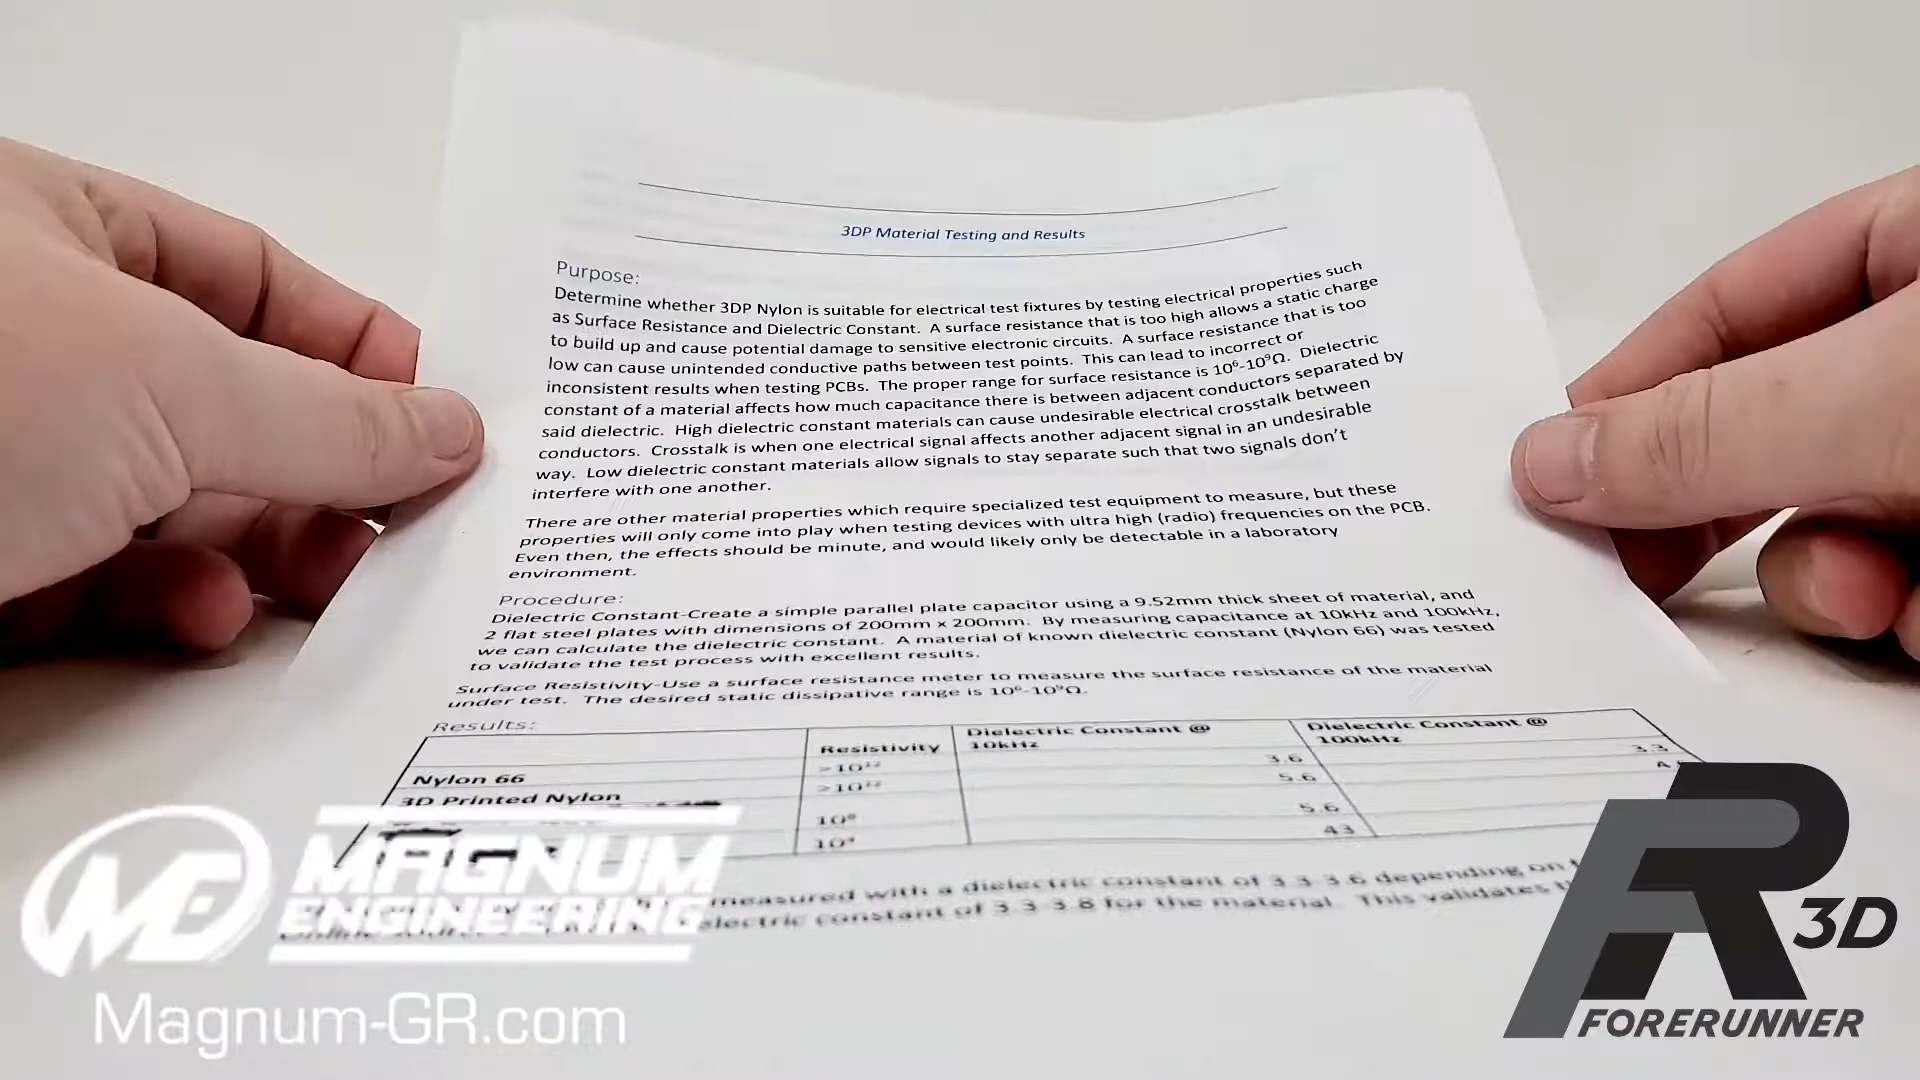 3DP Material Testing and Results
Purpose:
Determine whether 3DP Nylon is suitable for electrical test fixtures by testing electrical properties such
as Surface Resistance and Dielectric Constant. A surface resistance that is too high allows a static charge
to build up and cause potential damage to sensitive electronic circuits. A surface resistance that is too
low can cause unintended conductive paths between test points. This can lead to incorrect or
inconsistent results when testing PCBs. The proper range for surface resistance is 10⁶-10⁹Ω. Dielectric
constant of a material affects how much capacitance there is between adjacent conductors separated by
said dielectric. High dielectric constant materials can cause undesirable electrical crosstalk between
conductors. Crosstalk is when one electrical signal affects another adjacent signal in an undesirable
way. Low dielectric constant materials allow signals to stay separate such that two signals don't
interfere with one another.
There are other material properties which require specialized test equipment to measure, but these
properties will only come into play when testing devices with ultra high (radio) frequencies on the PCB.
Even then, the effects should be minute, and would likely only be detectable in a laboratory
environment.
Procedure:
Dielectric Constant-Create a simple parallel plate capacitor using a 9.52mm thick sheet of material, and
2 flat steel plates with dimensions of 200mm x 200mm. By measuring capacitance at 10kHz and 100kHz,
we can calculate the dielectric constant. A material of known dielectric constant (Nylon 66) was tested
to validate the test process with excellent results.
Surface Resistivity-Use a surface resistance meter to measure the surface resistance of the material
under test. The desired static dissipative range is 10⁶-10⁹Ω.
Results:
Resistivity Dielectric Constant @ 10kHz Dielectric Constant @ 100kHz
Nylon 66 >10¹² 3.6 3.3
3D Printed Nylon >10¹² 5.6
5.6
43
measured with a dielectric constant of 3.3-3.6 depending on
constant of 3.3-3.8 for the material. This validates
MAGNUM
ENGINEERING
Magnum-GR.com
FR 3D
FORERUNNER